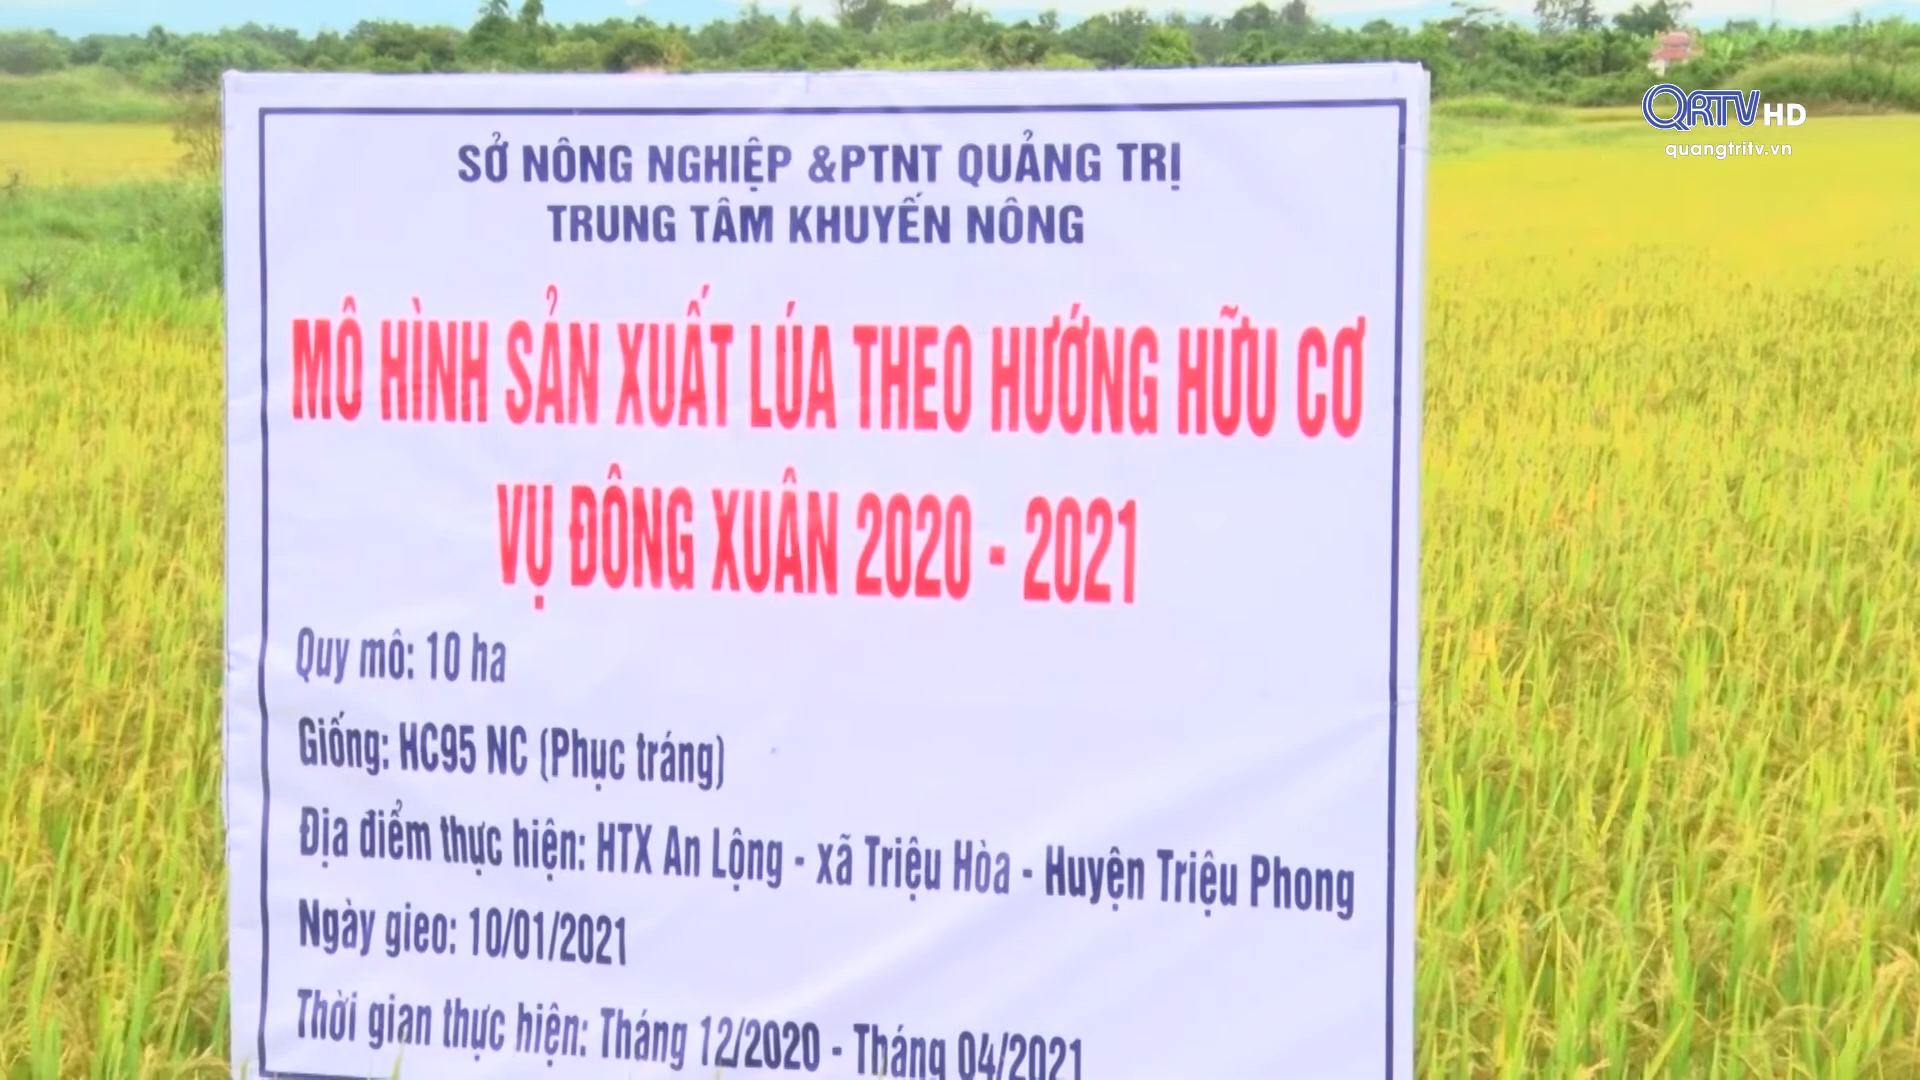 QRTV HD
quangtritv.vn
SỞ NÔNG NGHIỆP &PTNT QUẢNG TRỊ
TRUNG TÂM KHUYẾN NÔNG
MÔ HÌNH SẢN XUẤT LÚA THEO HƯỚNG HỮU CƠ
VỤ ĐÔNG XUÂN 2020 - 2021
Quy mô: 10 ha
Giống: HC95 NC (Phục tráng)
Địa điểm thực hiện: HTX An Lộng - xã Triệu Hòa - Huyện Triệu Phong
Ngày gieo: 10/01/2021
Thời gian thực hiện: Tháng 12/2020 - Tháng 04/2021